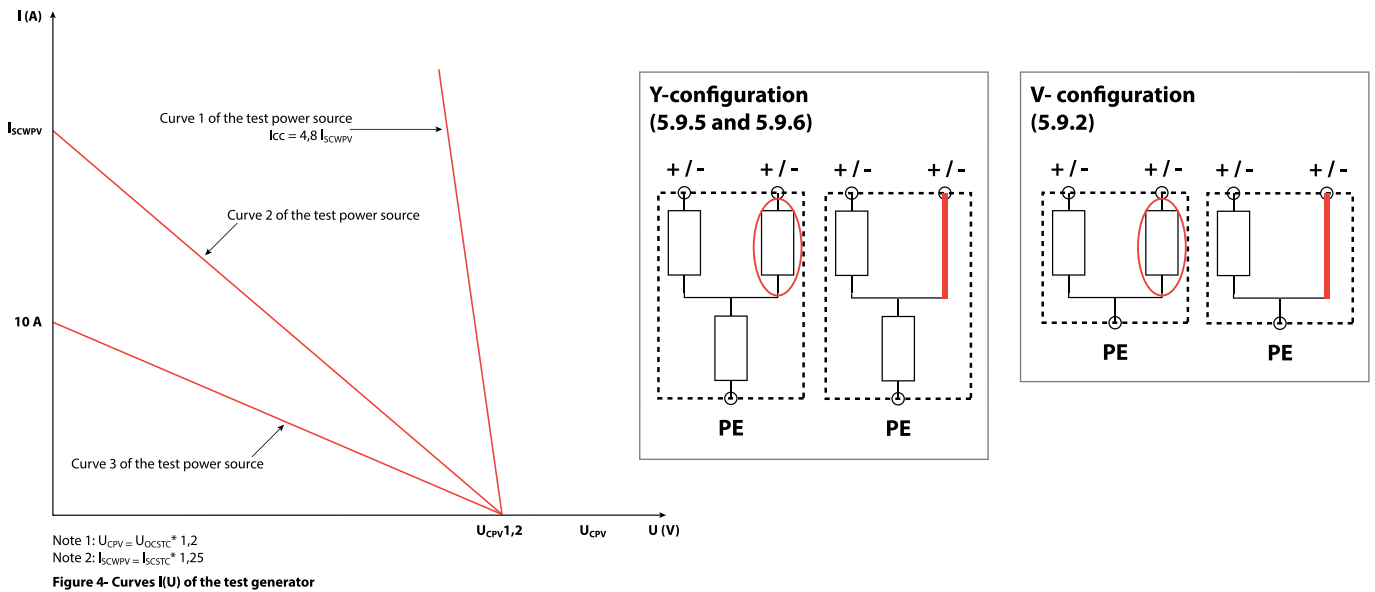 I (A)
Curve 1 of the test power source
Icc = 4,8 ISCWPV
ISCWPV
Curve 2 of the test power source
10 A
Curve 3 of the test power source
UCPV1,2
UCPV
U (V)
Note 1: UCPV = UOCSTC* 1,2
Note 2: ISCWPV = ISCSTC* 1,25
Figure 4- Curves I(U) of the test generator
Y-configuration
(5.9.5 and 5.9.6)
+ / -
+ / -
+ / -
+ / -
PE
PE
V- configuration
(5.9.2)
+ / -
+ / -
+ / -
+ / -
PE
PE